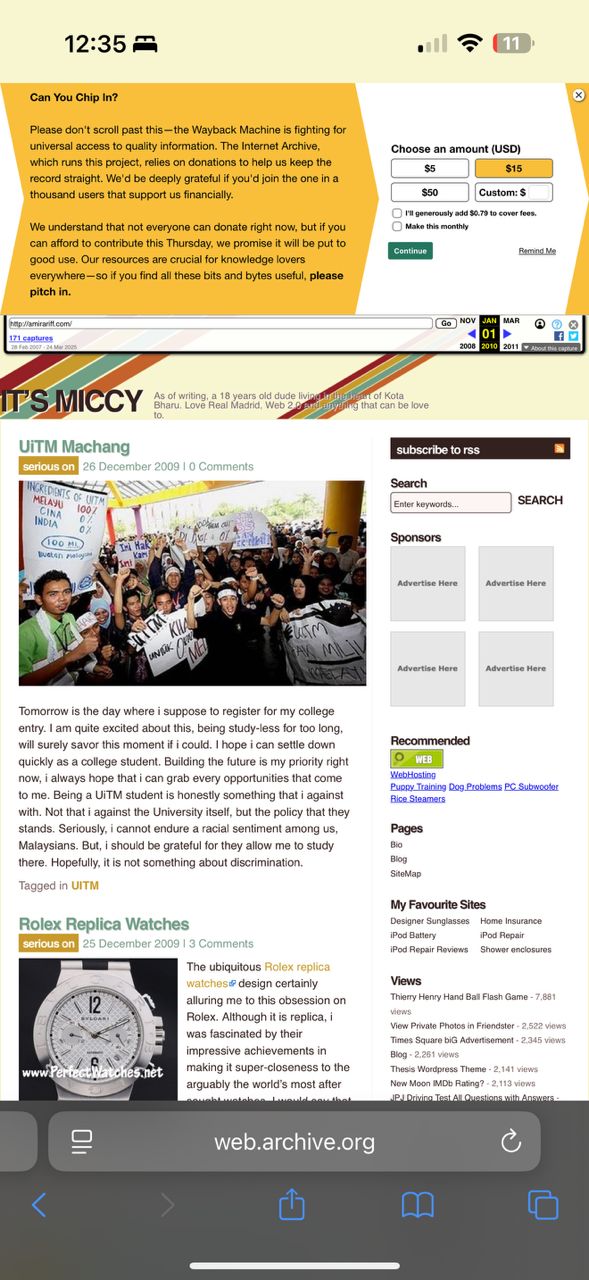 12:35
11
Can You Chip In?
Please don't scroll past this—the Wayback Machine is fighting for
universal access to quality information. The Internet Archive,
which runs this project, relies on donations to help us keep the
record straight. We'd be deeply grateful if you'd join the one in a
thousand users that support us financially.
We understand that not everyone can donate right now, but if you
can afford to contribute this Thursday, we promise it will be put to
good use. Our resources are crucial for knowledge lovers
everywhere—so if you find all these bits and bytes useful, please
pitch in.
Choose an amount (USD)
$5
$15
$50
Custom: $
I'll generously add $0.79 to cover fees.
Make this monthly
Continue
Remind Me
http://amirariff.com/
Go
NOV
JAN
MAR
171 captures
01
28 Feb 2007 - 24 Mar 2025
2008
2010
2011
About this capture
IT'S MICCY
As of writing, a 18 years old dude living in the heart of Kota
Bharu. Love Real Madrid, Web 2.0 and anything that can be love
to.
UiTM Machang
serious on 26 December 2009 | 0 Comments
INGREDIENTS OF UITM
MELAYU 100%
CINA 0%
INDIA 0%
100 ML
Buatan Malaysia
Ini Hak
Kami
UITM
UNTUK
UITM
Tomorrow is the day where i suppose to register for my college
entry. I am quite excited about this, being study-less for too long,
will surely savor this moment if i could. I hope i can settle down
quickly as a college student. Building the future is my priority right
now, i always hope that i can grab every opportunities that come
to me. Being a UiTM student is honestly something that i against
with. Not that i against the University itself, but the policy that they
stands. Seriously, i cannot endure a racial sentiment among us,
Malaysians. But, i should be grateful for they allow me to study
there. Hopefully, it is not something about discrimination.
Tagged in UITM
Rolex Replica Watches
serious on 25 December 2009 | 3 Comments
12
BVLGARI
www.PerfectWatches.net
The ubiquitous Rolex replica
watches design certainly
alluring me to this obsession on
Rolex. Although it is replica, i
was fascinated by their
impressive achievements in
making it super-closeness to the
arguably the world's most after
sought watches. I would say that
subscribe to rss
Search
Enter keywords...
SEARCH
Sponsors
Advertise Here
Advertise Here
Advertise Here
Advertise Here
Recommended
WEB
WebHosting
Puppy Training Dog Problems PC Subwoofer
Rice Steamers
Pages
Bio
Blog
SiteMap
My Favourite Sites
Designer Sunglasses Home Insurance
iPod Battery iPod Repair
iPod Repair Reviews Shower enclosures
Views
Thierry Henry Hand Ball Flash Game - 7,881
views
View Private Photos in Friendster - 2,522 views
Times Square biG Advertisement - 2,345 views
Blog - 2,261 views
Thesis Wordpress Theme - 2,141 views
New Moon IMDb Rating? - 2,113 views
JPJ Driving Test All Questions with Answers -
web.archive.org